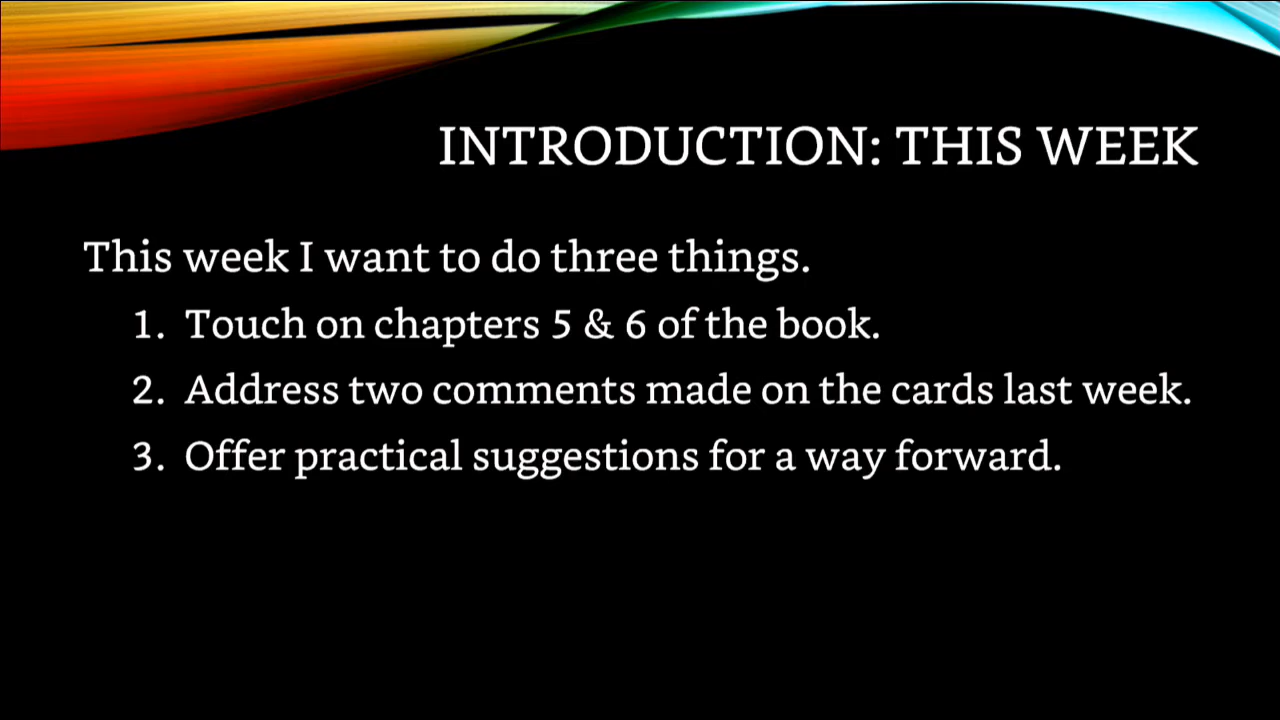 INTRODUCTION: THIS WEEK
This week I want to do three things.
1. Touch on chapters 5 & 6 of the book.
2. Address two comments made on the cards last week.
3. Offer practical suggestions for a way forward.